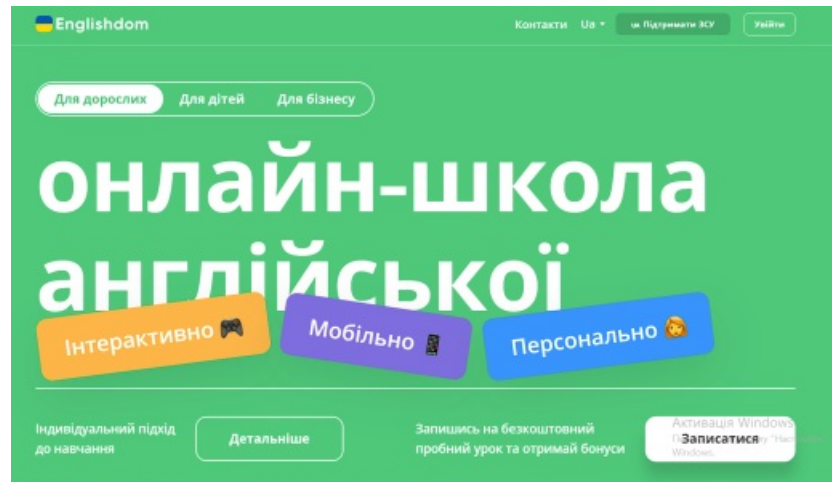 Englishdom
Контакти Ua Підтримати ЗСУ Увійти
Для дорослих Для дітей Для бізнесу
онлайн-школа
англійської
Інтерактивно Мобільно Персонально
Індивідуальний підхід
до навчання
Детальніше
Запишись на безкоштовний
пробний урок та отримай бонуси
Записатися
Активація Windows
Windows.